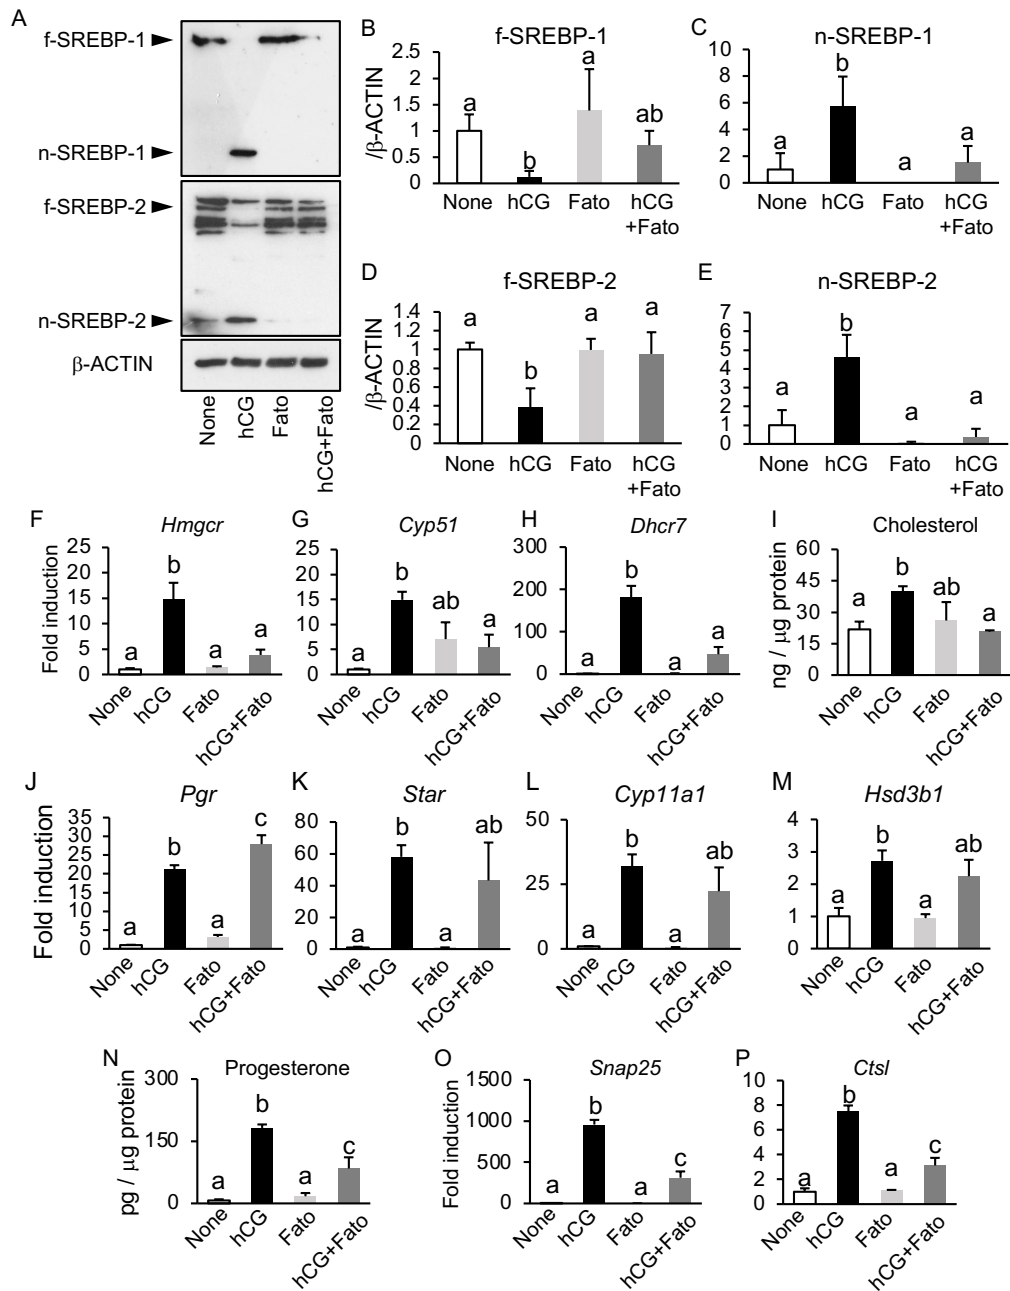 A
f-SREBP-1
n-SREBP-1
f-SREBP-2
n-SREBP-2
β-ACTIN
None
hCG
Fato
hCG+Fato
B
f-SREBP-1
/β-ACTIN
2.5
2
1.5
1
0.5
0
a
b
a
ab
None
hCG
Fato
hCG
+Fato
C
n-SREBP-1
10
8
6
4
2
0
a
b
a
a
None
hCG
Fato
hCG
+Fato
D
f-SREBP-2
/β-ACTIN
1.4
1.2
1
0.8
0.6
0.4
0.2
0
a
b
a
a
None
hCG
Fato
hCG
+Fato
E
n-SREBP-2
7
6
5
4
3
2
1
0
a
b
a
a
None
hCG
Fato
hCG
+Fato
F
Hmgcr
Fold induction
25
20
15
10
5
0
a
b
a
a
None
hCG
Fato
hCG+Fato
G
Cyp51
25
20
15
10
5
0
a
b
ab
a
None
hCG
Fato
hCG+Fato
H
Dhcr7
300
200
100
0
a
b
a
a
None
hCG
Fato
hCG+Fato
I
Cholesterol
ng / μg protein
60
45
30
15
0
a
b
ab
a
None
hCG
Fato
hCG+Fato
J
Pgr
Fold induction
35
30
25
20
15
10
5
0
a
b
a
c
None
hCG
Fato
hCG+Fato
K
Star
80
60
40
20
0
a
b
a
ab
None
hCG
Fato
hCG+Fato
L
Cyp11a1
50
25
0
a
b
a
ab
None
hCG
Fato
hCG+Fato
M
Hsd3b1
4
3
2
1
0
a
b
a
ab
None
hCG
Fato
hCG+Fato
N
Progesterone
pg / μg protein
300
150
0
a
b
a
c
None
hCG
Fato
hCG+Fato
O
Snap25
Fold induction
1500
1000
500
0
a
b
a
c
None
hCG
Fato
hCG+Fato
P
Ctsl
10
8
6
4
2
0
a
b
a
c
None
hCG
Fato
hCG+Fato